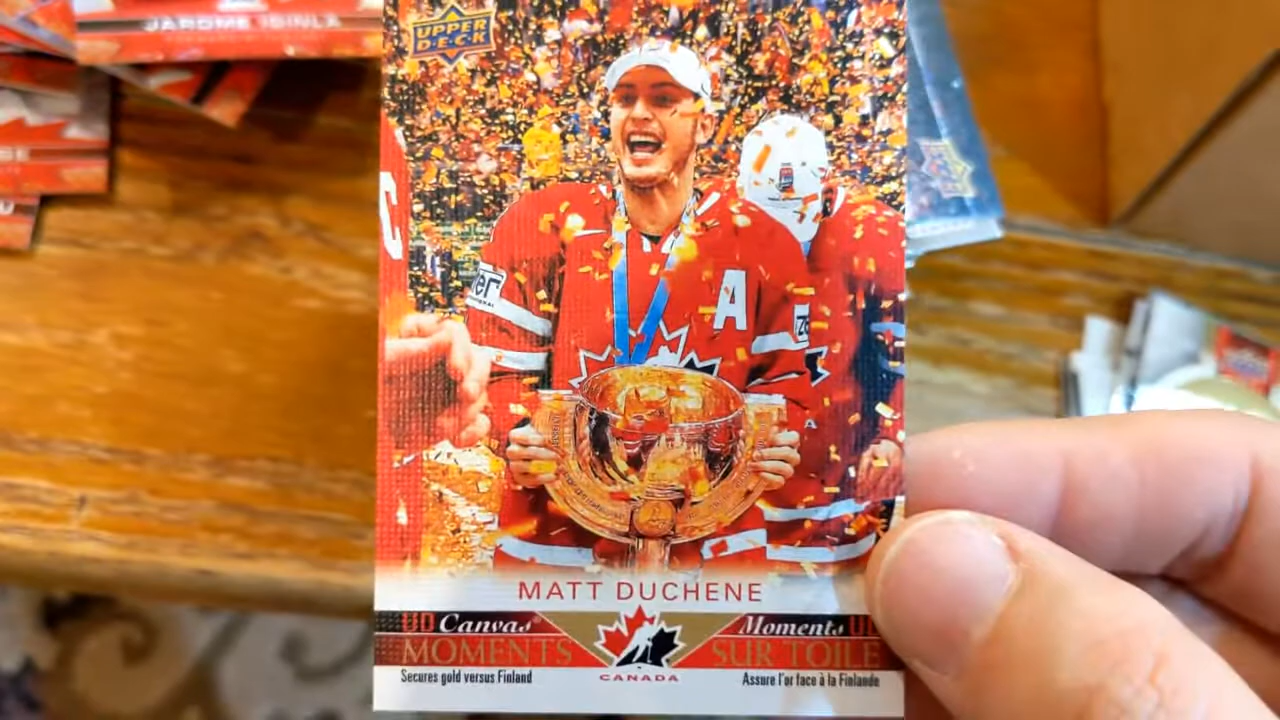 JAROME IGINLA
UPPER
D·E·C·K
C
A
MATT DUCHENE
UD Canvas
Moments UD
MOMENTS
SUR TOILE
Secures gold versus Finland
CANADA
Assure l'or face à la Finlande